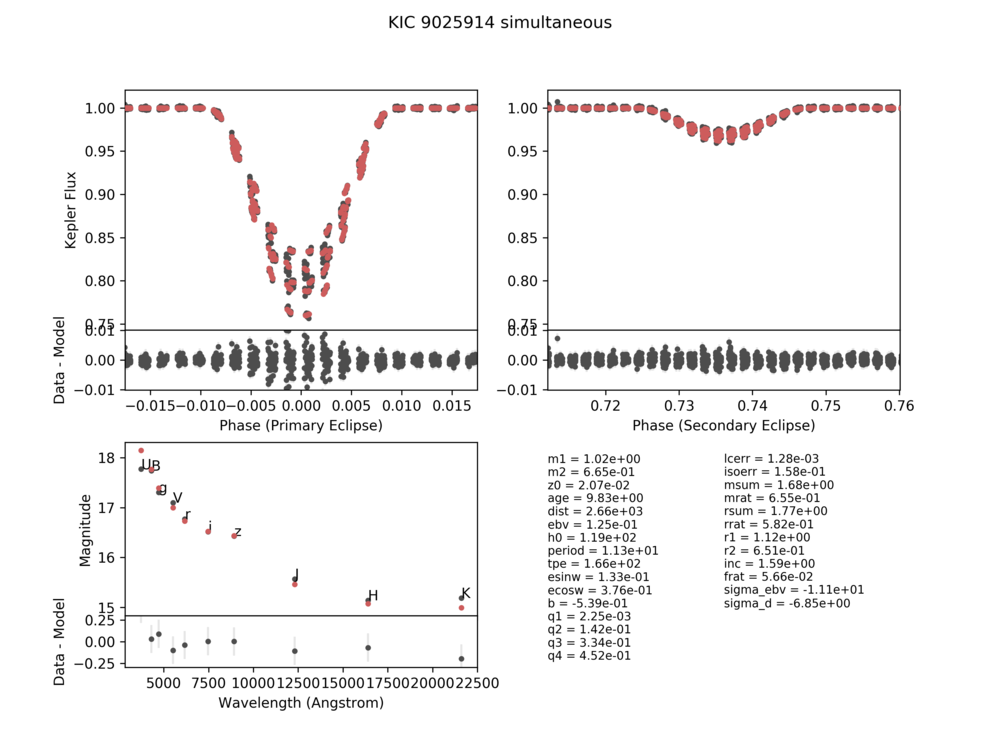 KIC 9025914 simultaneous
1.00
0.95
0.90
0.85
0.80
0.75
Kepler Flux
1.00
0.95
0.90
0.85
0.80
0.75
0.01
0.00
−0.01
Data - Model
0.01
0.00
−0.01
−0.015 −0.010 −0.005 0.000 0.005 0.010 0.015
Phase (Primary Eclipse)
0.72 0.73 0.74 0.75 0.76
Phase (Secondary Eclipse)
18
17
16
15
Magnitude
U B g V r i z J H K
0.25
0.00
−0.25
Data - Model
5000 7500 10000 12500 15000 17500 20000 22500
Wavelength (Angstrom)
m1 = 1.02e+00
m2 = 6.65e-01
z0 = 2.07e-02
age = 9.83e+00
dist = 2.66e+03
ebv = 1.25e-01
h0 = 1.19e+02
period = 1.13e+01
tpe = 1.66e+02
esinw = 1.33e-01
ecosw = 3.76e-01
b = -5.39e-01
q1 = 2.25e-03
q2 = 1.42e-01
q3 = 3.34e-01
q4 = 4.52e-01
lcerr = 1.28e-03
isoerr = 1.58e-01
msum = 1.68e+00
mrat = 6.55e-01
rsum = 1.77e+00
rrat = 5.82e-01
r1 = 1.12e+00
r2 = 6.51e-01
inc = 1.59e+00
frat = 5.66e-02
sigma_ebv = -1.11e+01
sigma_d = -6.85e+00